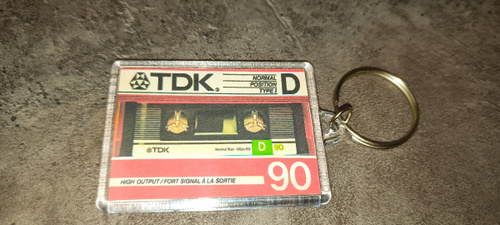 TDK® NORMAL POSITION TYPE I D
TDK D 90
HIGH OUTPUT / FORT SIGNAL À LA SORTIE 90